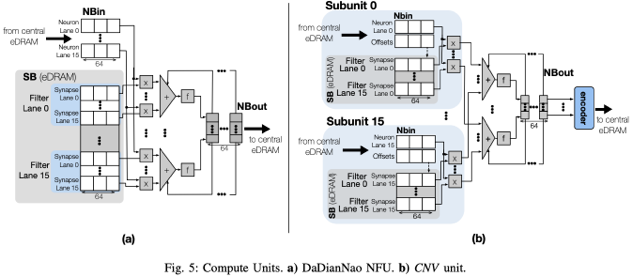 NBin
from central
eDRAM
Neuron
Lane 0
Neuron
Lane 15
64
SB (eDRAM)
Filter
Lane 0
Synapse
Lane 0
Synapse
Lane 15
Filter
Lane 15
Synapse
Lane 0
Synapse
Lane 15
64
x
x
x
x
+
+
f
f
NBout
64
to central
eDRAM
(a)
Subunit 0
Nbin
from central
eDRAM
Neuron
Lane 0
Offsets
SB (eDRAM)
Filter
Lane 0
Synapse
Lane 0
Filter
Lane 15
Synapse
Lane 15
64
x
x
Subunit 15
Nbin
from central
eDRAM
Neuron
Lane 15
Offsets
SB (eDRAM)
Filter
Lane 0
Synapse
Lane 0
Filter
Lane 15
Synapse
Lane 15
64
x
x
+
+
f
f
NBout
64
encoder
to central
eDRAM
(b)
Fig. 5: Compute Units. a) DaDianNao NFU. b) CNV unit.